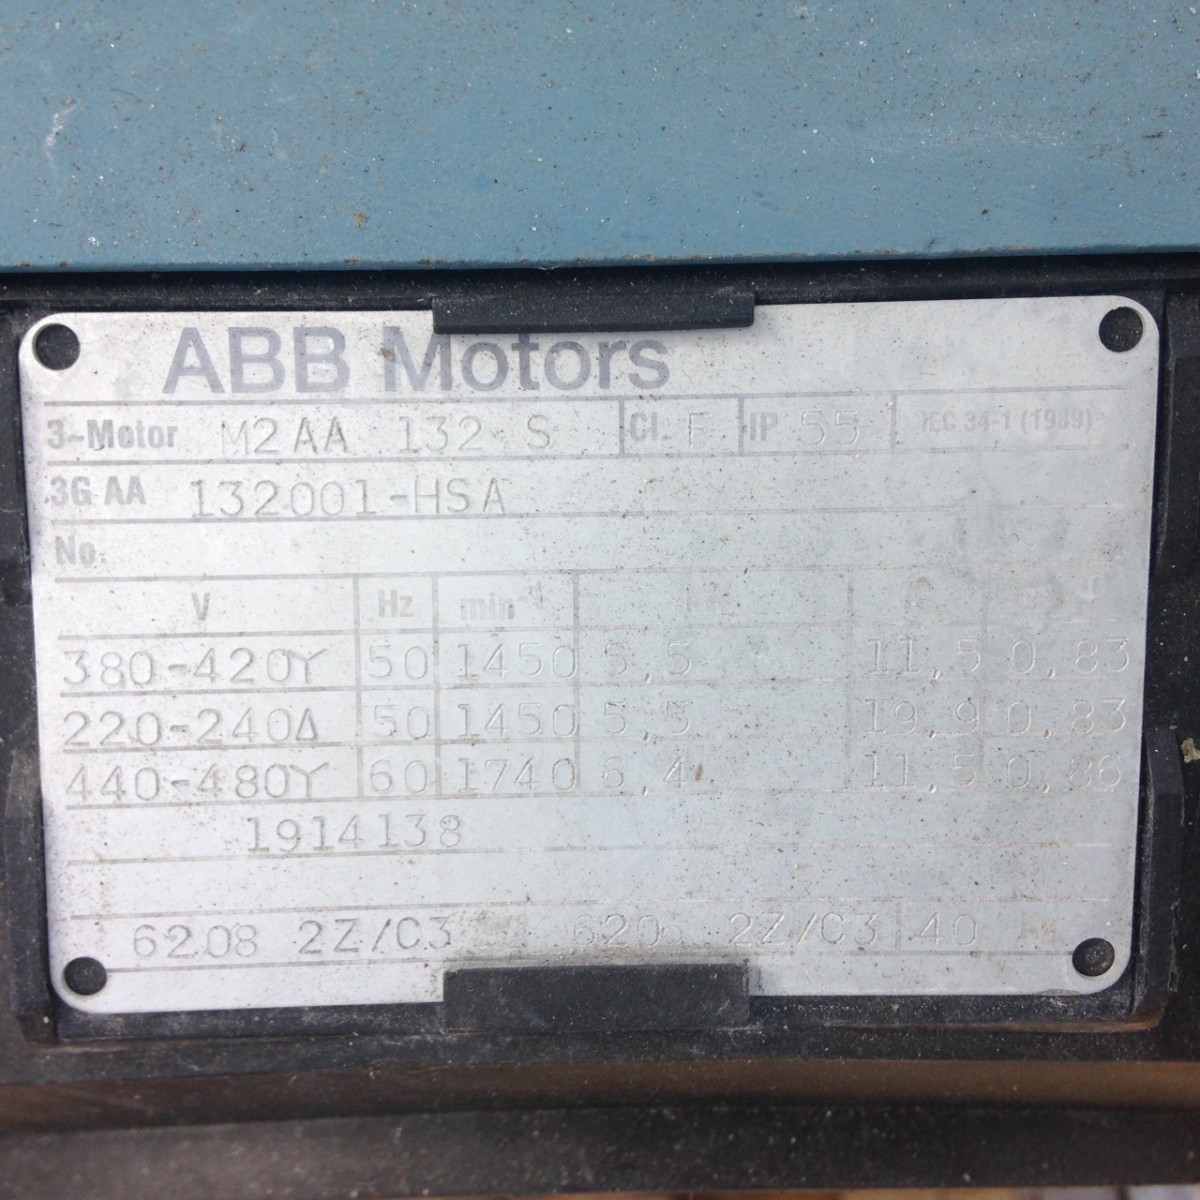 ABB Motors
3~Motor M2AA 132 S Cl. F IP 55 IEC 34-1 (1989)
3G AA 132001-HSA
No.
V Hz min⁻¹ φ
380-420Y 50 1450 5,5 11,5 0,83
220-240Δ 50 1450 5,5 19,9 0,83
440-480Y 60 1740 6,4 11,5 0,86
1914138
6208 2Z/C3 2Z/C3 40